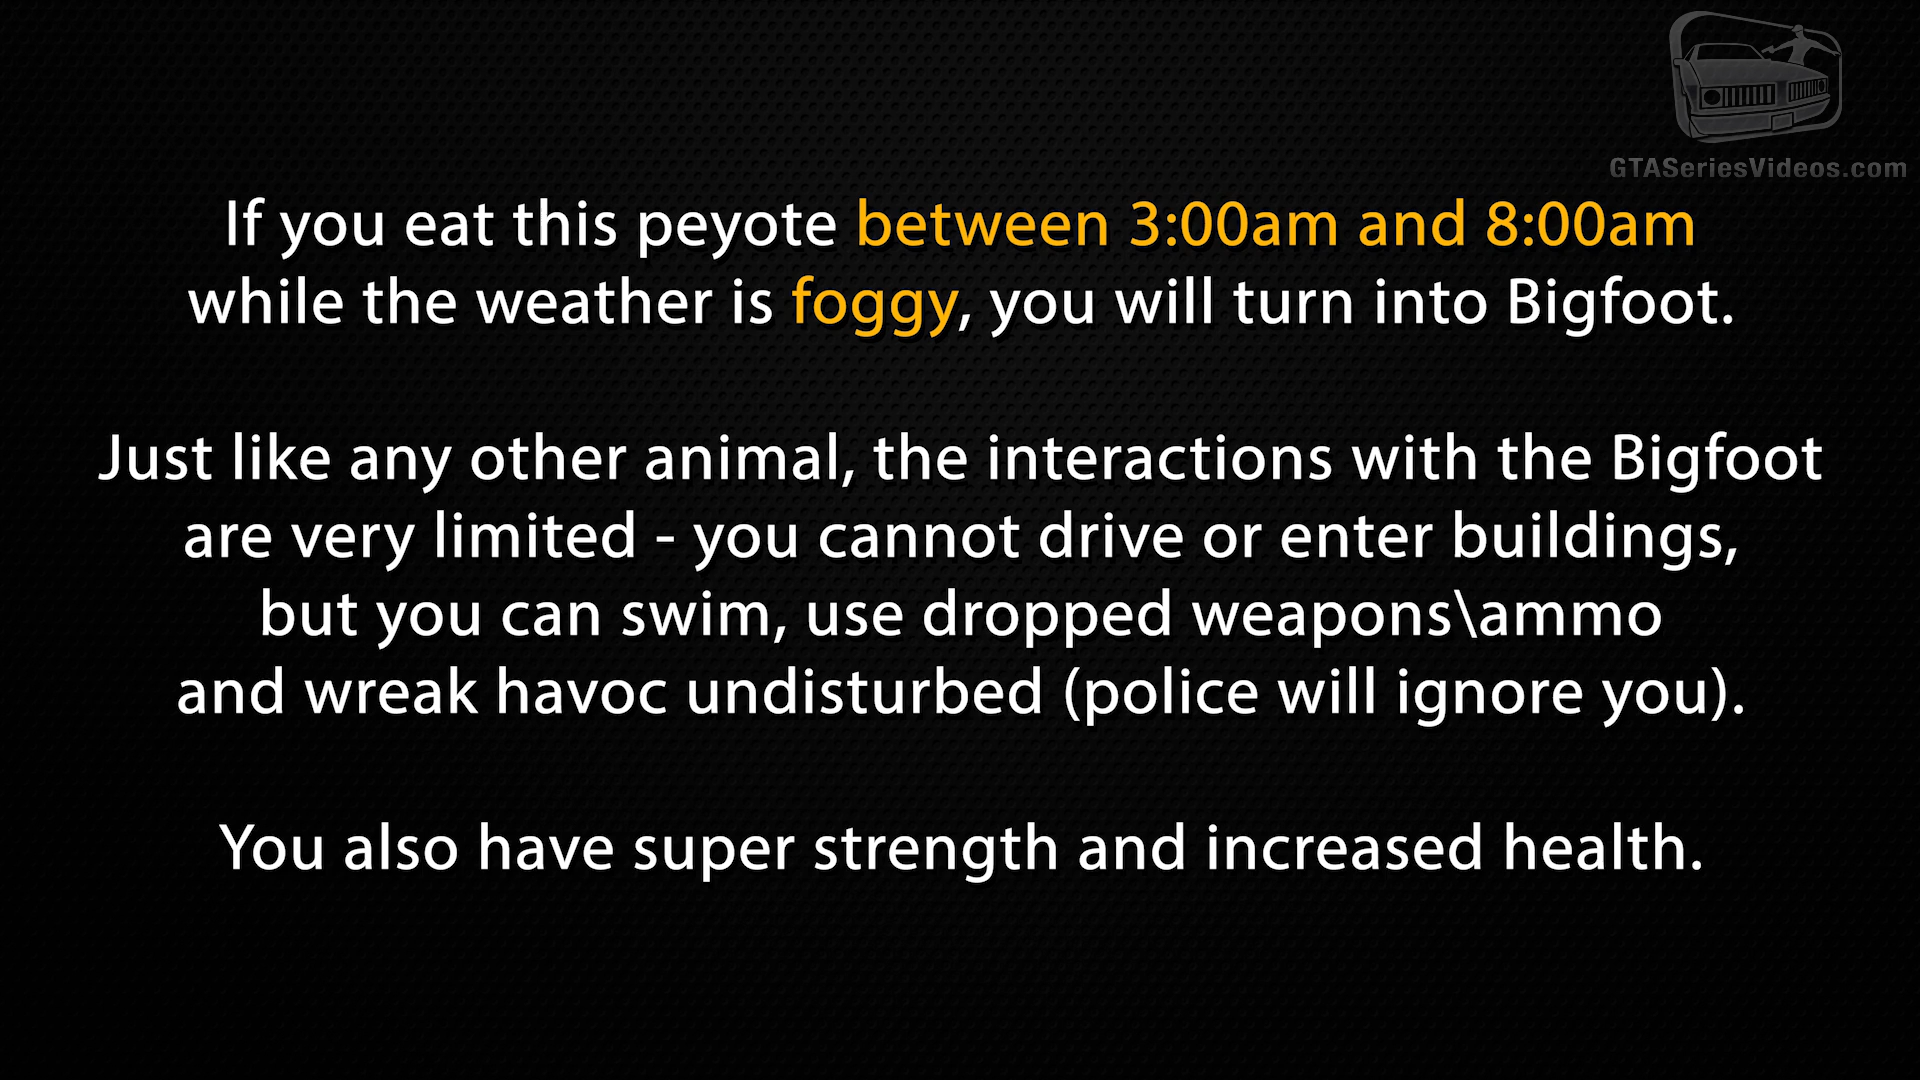 GTASeriesVideos.com
If you eat this peyote between 3:00am and 8:00am
while the weather is foggy, you will turn into Bigfoot.
Just like any other animal, the interactions with the Bigfoot
are very limited - you cannot drive or enter buildings,
but you can swim, use dropped weapons\ammo
and wreak havoc undisturbed (police will ignore you).
You also have super strength and increased health.